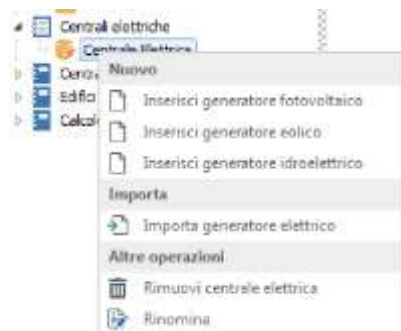 Centrali elettriche
Centrale Elettrica
Nuovo
Edifici
Inserisci generatore fotovoltaico
Inserisci generatore eolico
Inserisci generatore idroelettrico
Importa
Importa generatore elettrico
Altre operazioni
Rimuovi centrale elettrica
Rinomina